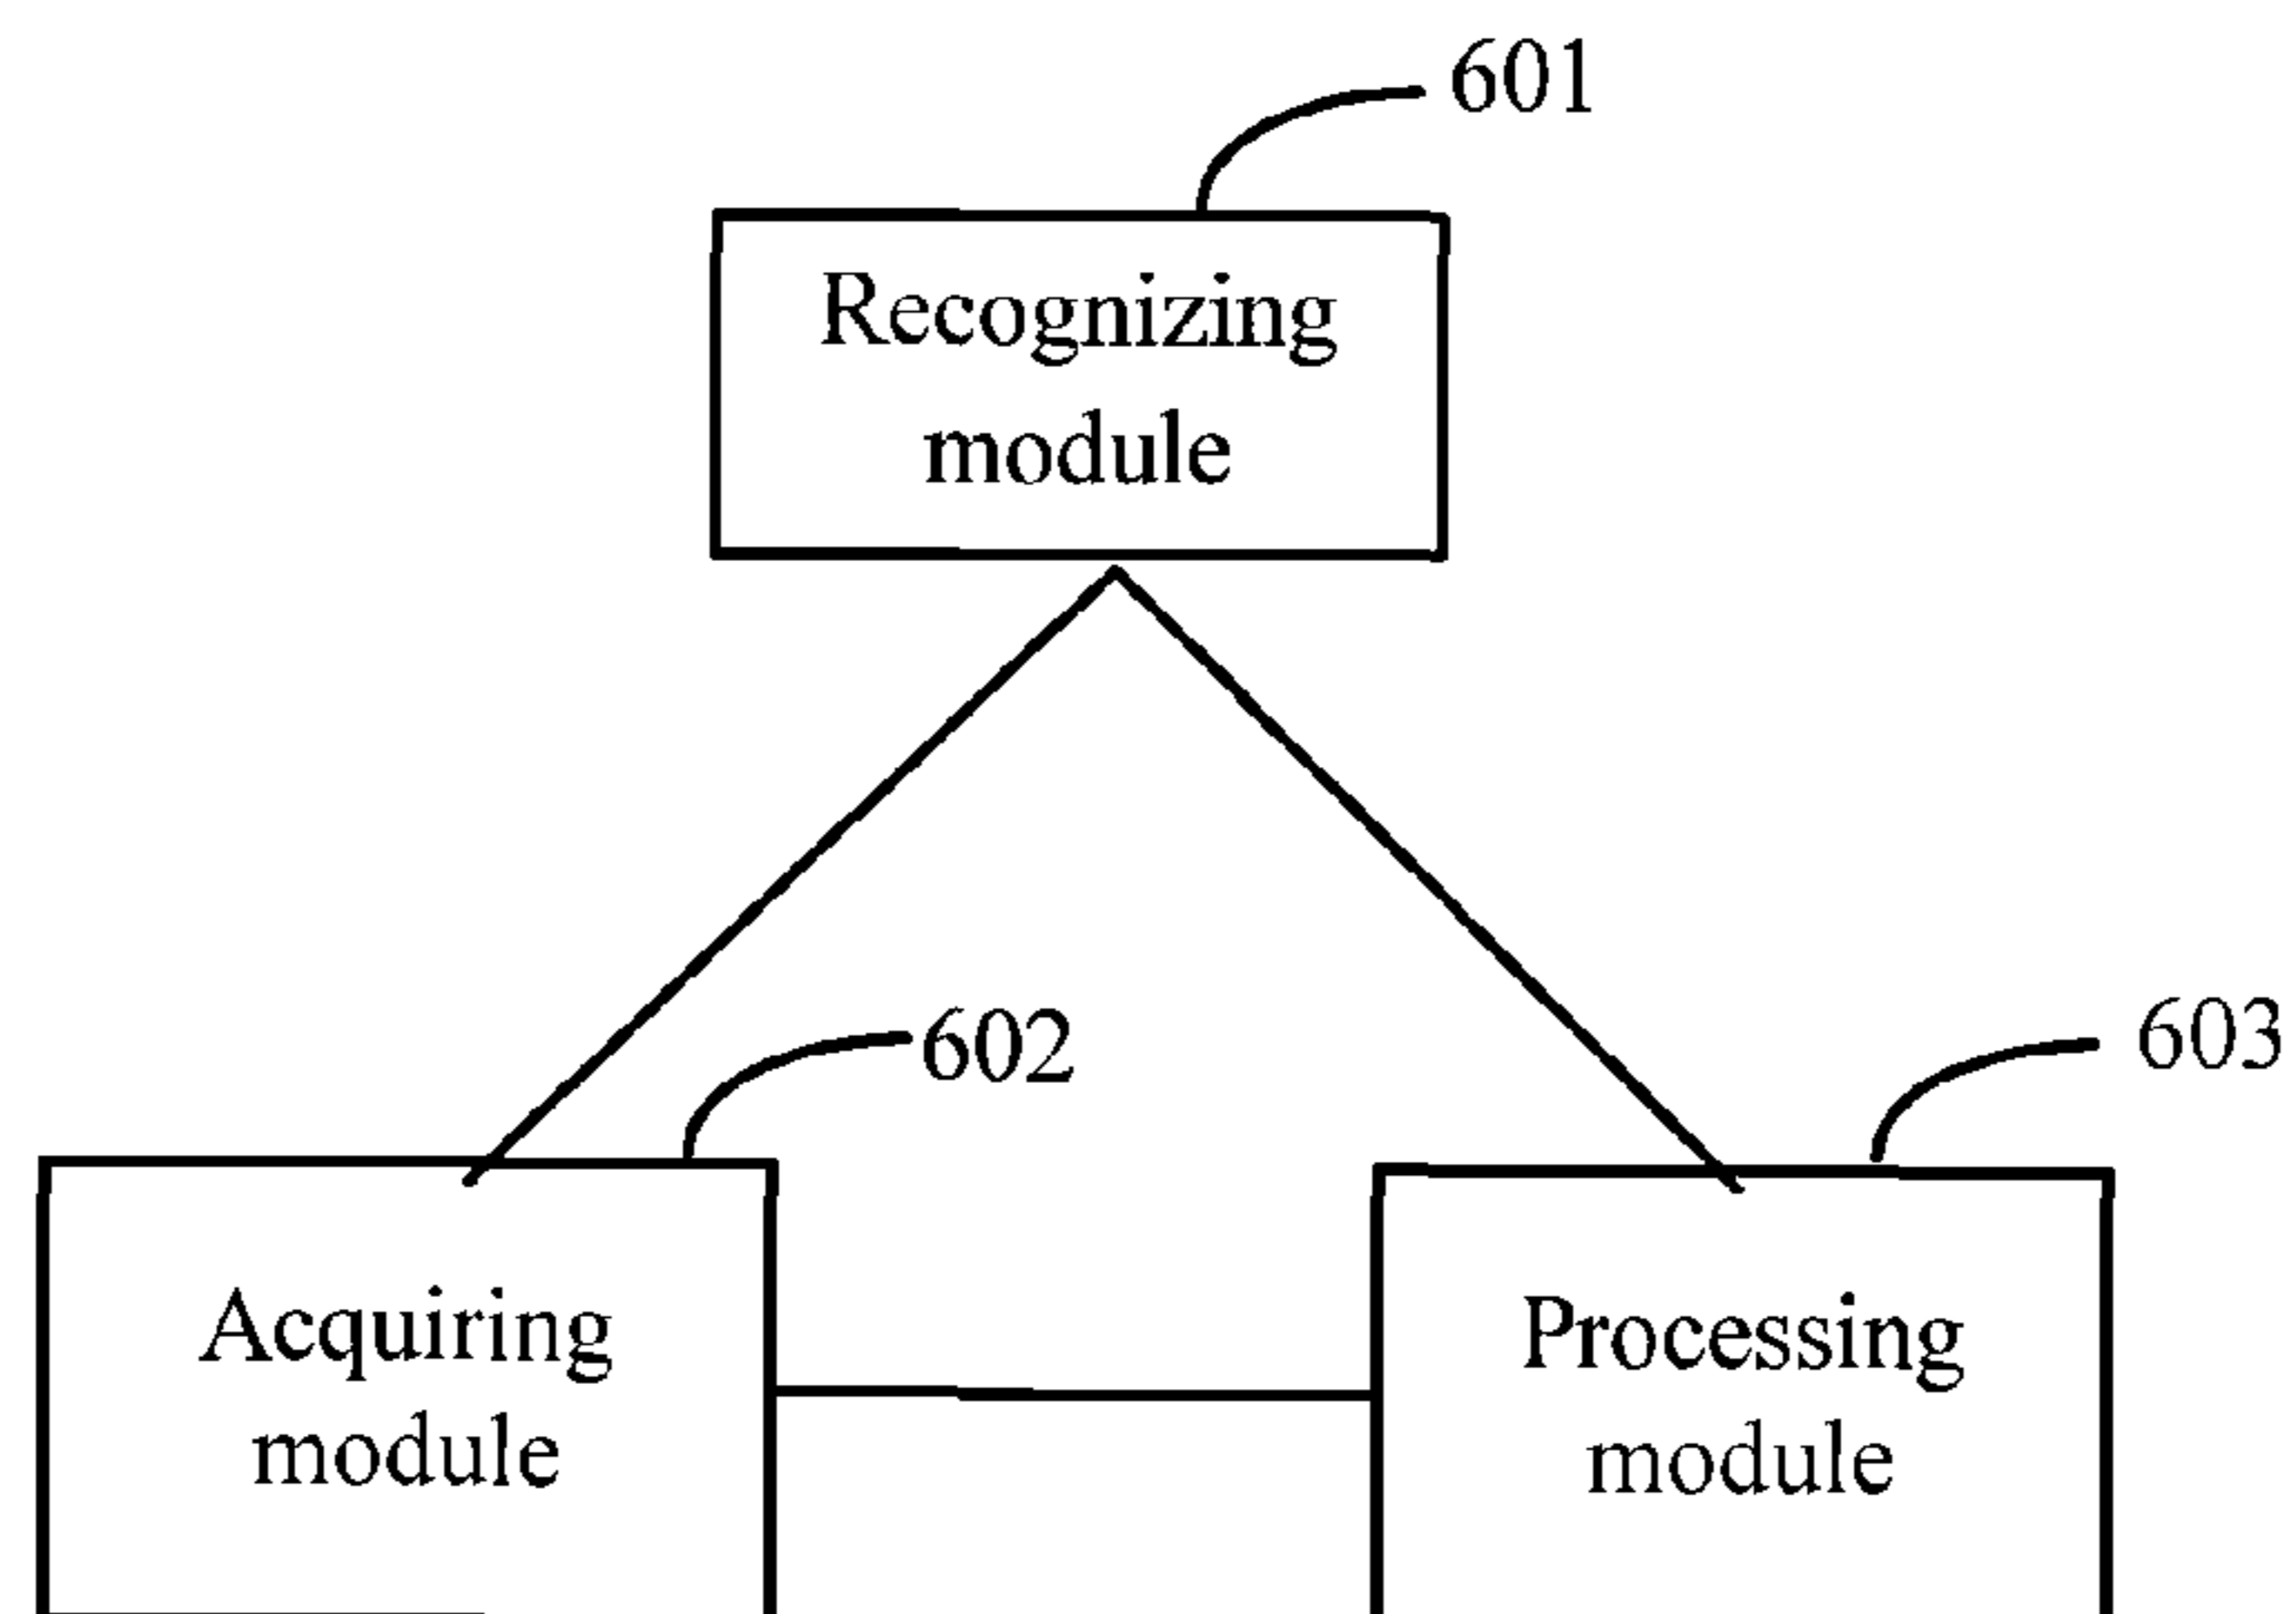 601
Recognizing
module
602
603
Acquiring
module
Processing
module